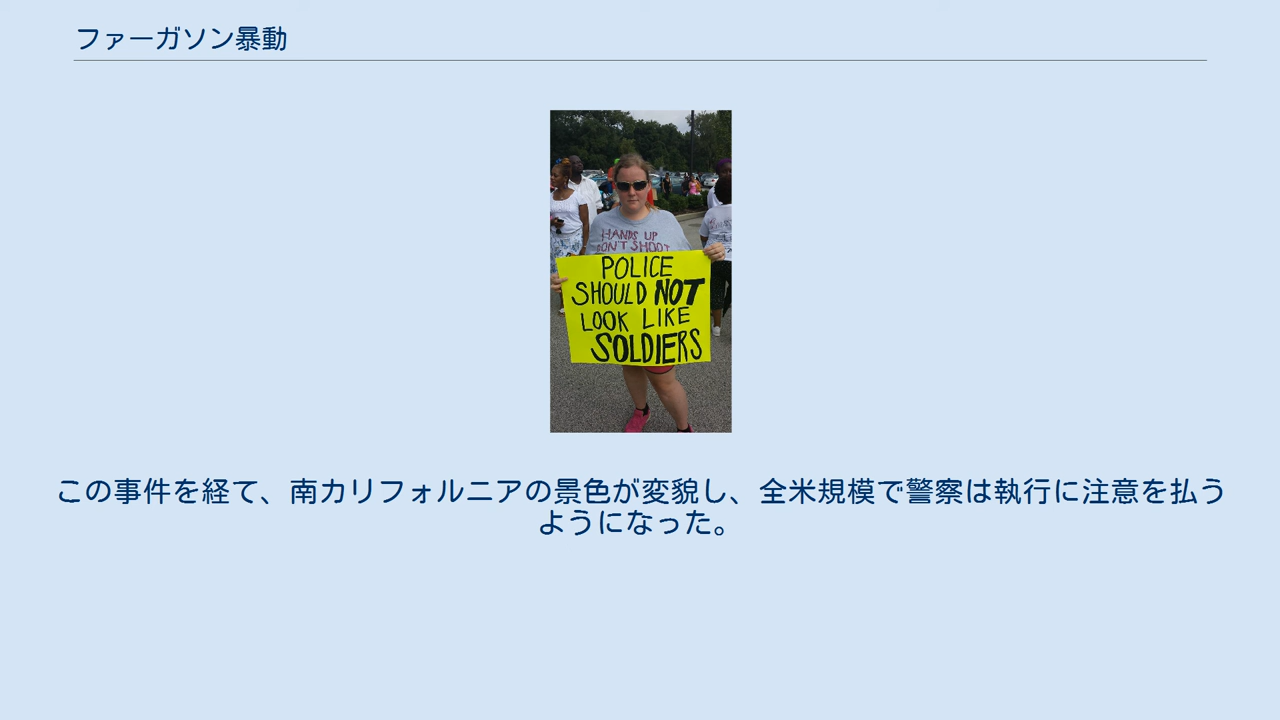 ファーガソン暴動
HANDS UP
DON'T SHOOT
POLICE
SHOULD NOT
LOOK LIKE
SOLDIERS
この事件を経て、南カリフォルニアの景色が変貌し、全米規模で警察は執行に注意を払う
ようになった。